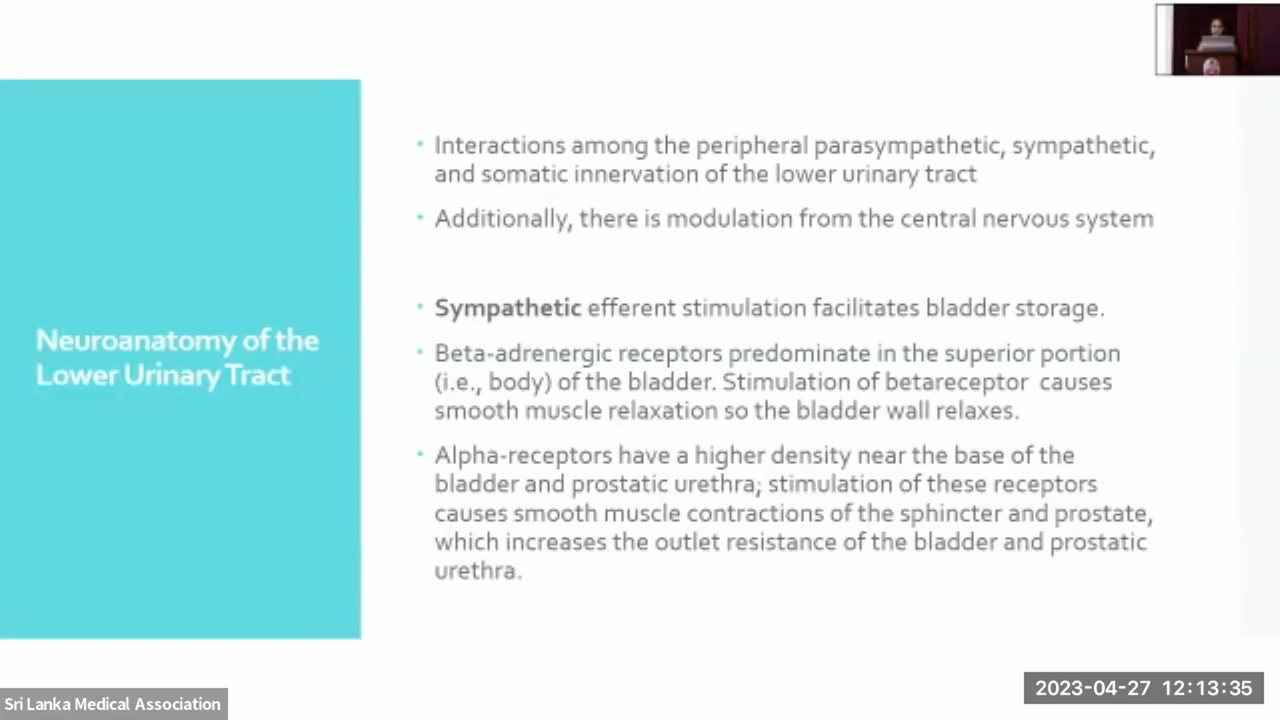 Neuroanatomy of the
Lower Urinary Tract
• Interactions among the peripheral parasympathetic, sympathetic,
and somatic innervation of the lower urinary tract
• Additionally, there is modulation from the central nervous system
• Sympathetic efferent stimulation facilitates bladder storage.
• Beta-adrenergic receptors predominate in the superior portion
(i.e., body) of the bladder. Stimulation of betareceptor causes
smooth muscle relaxation so the bladder wall relaxes.
• Alpha-receptors have a higher density near the base of the
bladder and prostatic urethra; stimulation of these receptors
causes smooth muscle contractions of the sphincter and prostate,
which increases the outlet resistance of the bladder and prostatic
urethra.
Sri Lanka Medical Association
2023-04-27 12:13:35